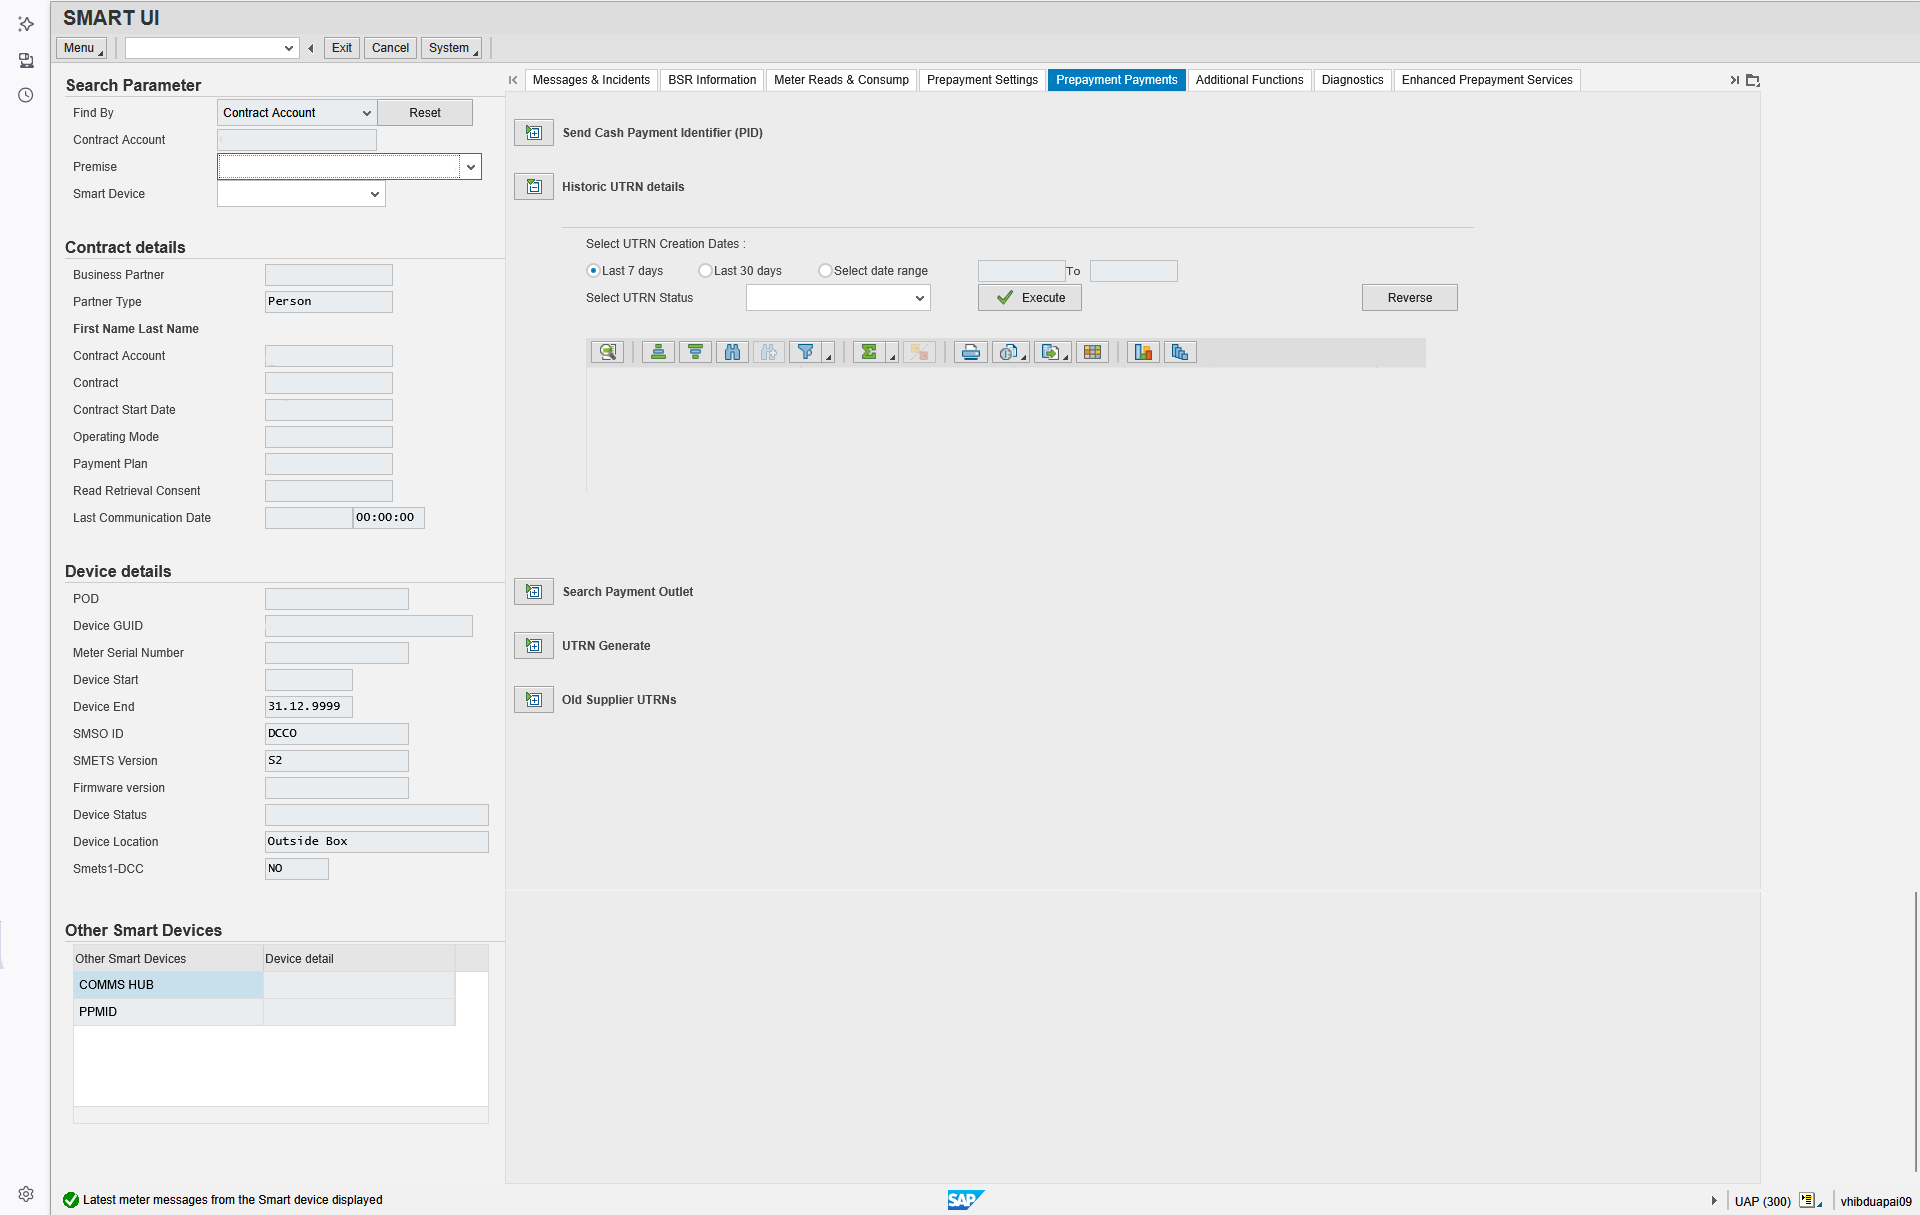 SMART UI
Menu
Exit
Cancel
System
Search Parameter
Find By
Contract Account
Reset
Contract Account
Premise
Smart Device
Contract details
Business Partner
Partner Type
Person
First Name Last Name
Contract Account
Contract
Contract Start Date
Operating Mode
Payment Plan
Read Retrieval Consent
Last Communication Date
00:00:00
Device details
POD
Device GUID
Meter Serial Number
Device Start
Device End
31.12.9999
SMSO ID
DCCO
SMETS Version
S2
Firmware version
Device Status
Device Location
Outside Box
Smets1-DCC
NO
Other Smart Devices
Other Smart Devices
Device detail
COMMS HUB
PPMID
Messages & Incidents
BSR Information
Meter Reads & Consump
Prepayment Settings
Prepayment Payments
Additional Functions
Diagnostics
Enhanced Prepayment Services
Send Cash Payment Identifier (PID)
Historic UTRN details
Select UTRN Creation Dates :
Last 7 days
Last 30 days
Select date range
To
Select UTRN Status
Execute
Reverse
Search Payment Outlet
UTRN Generate
Old Supplier UTRNs
Latest meter messages from the Smart device displayed
SAP
UAP (300)
vhibduapai09